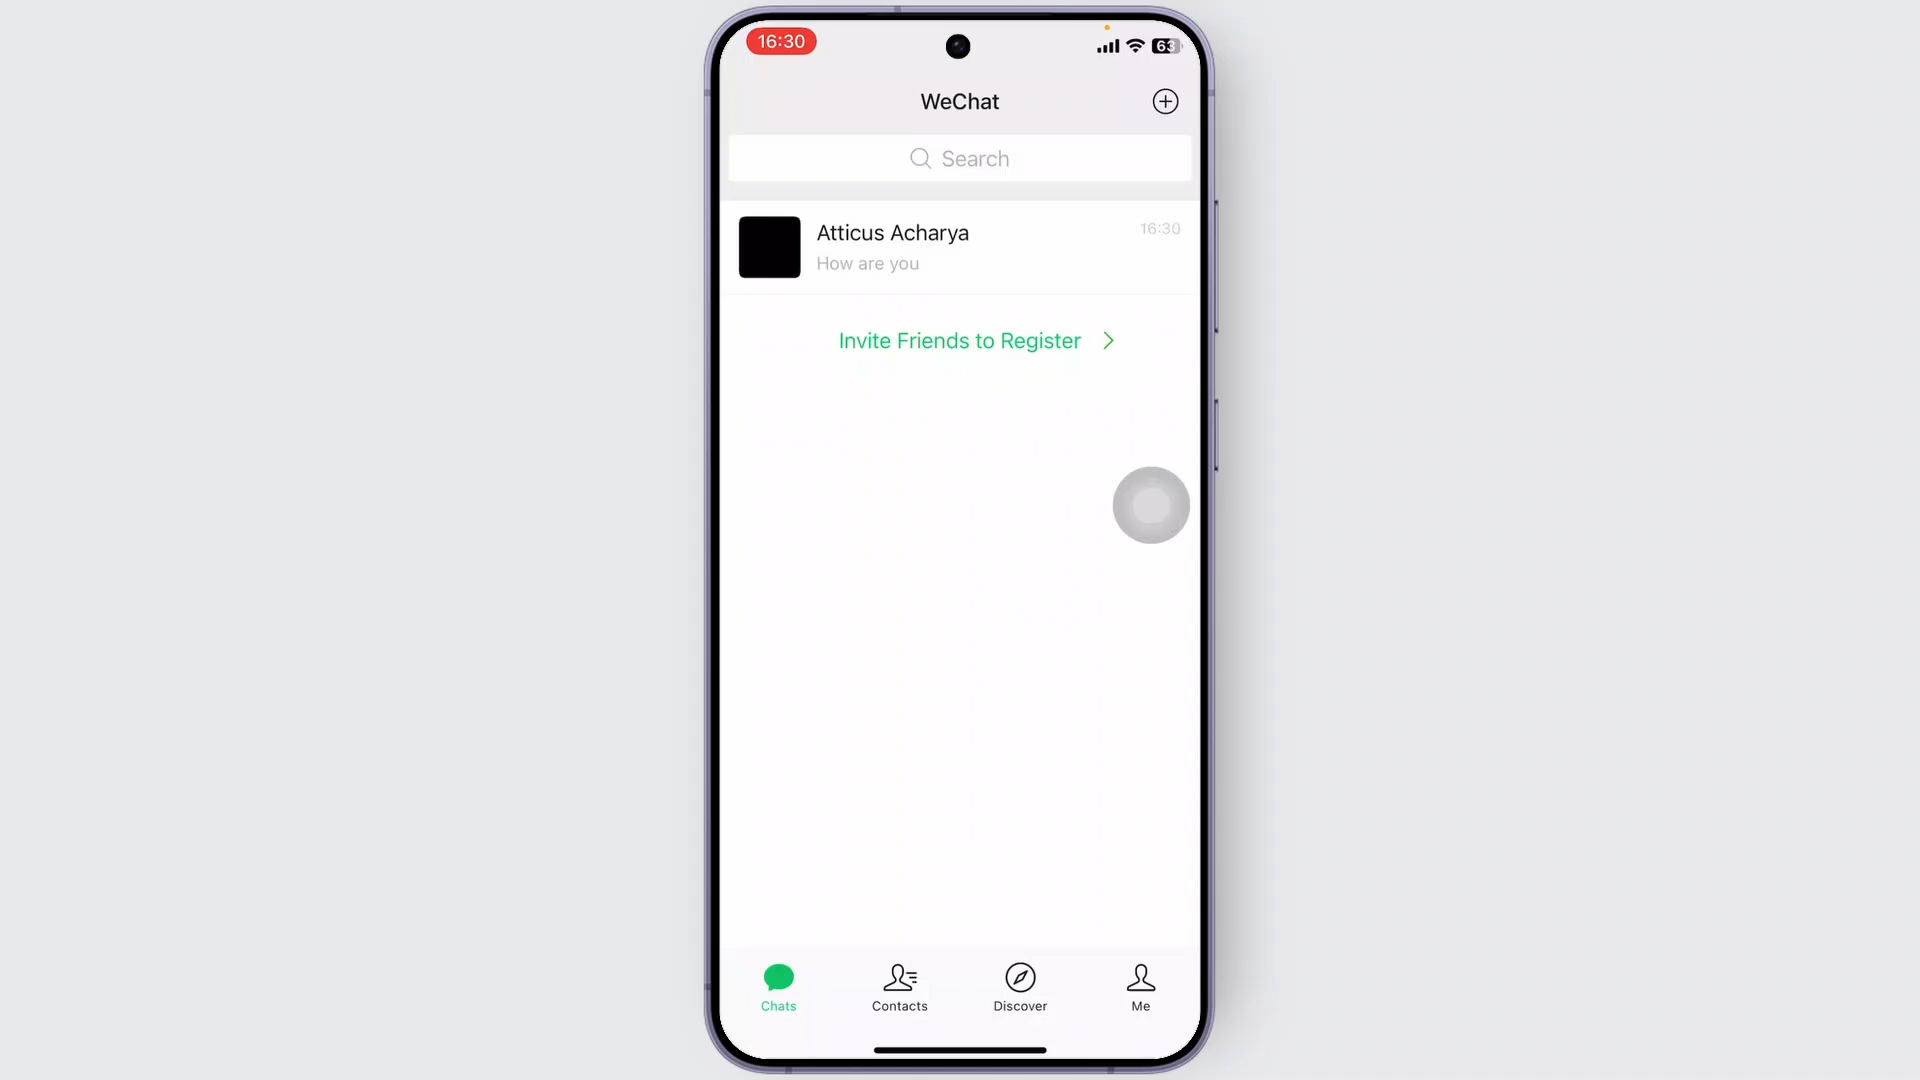 16:30
63
WeChat
Search
Atticus Acharya
16:30
How are you
Invite Friends to Register
Chats
Contacts
Discover
Me